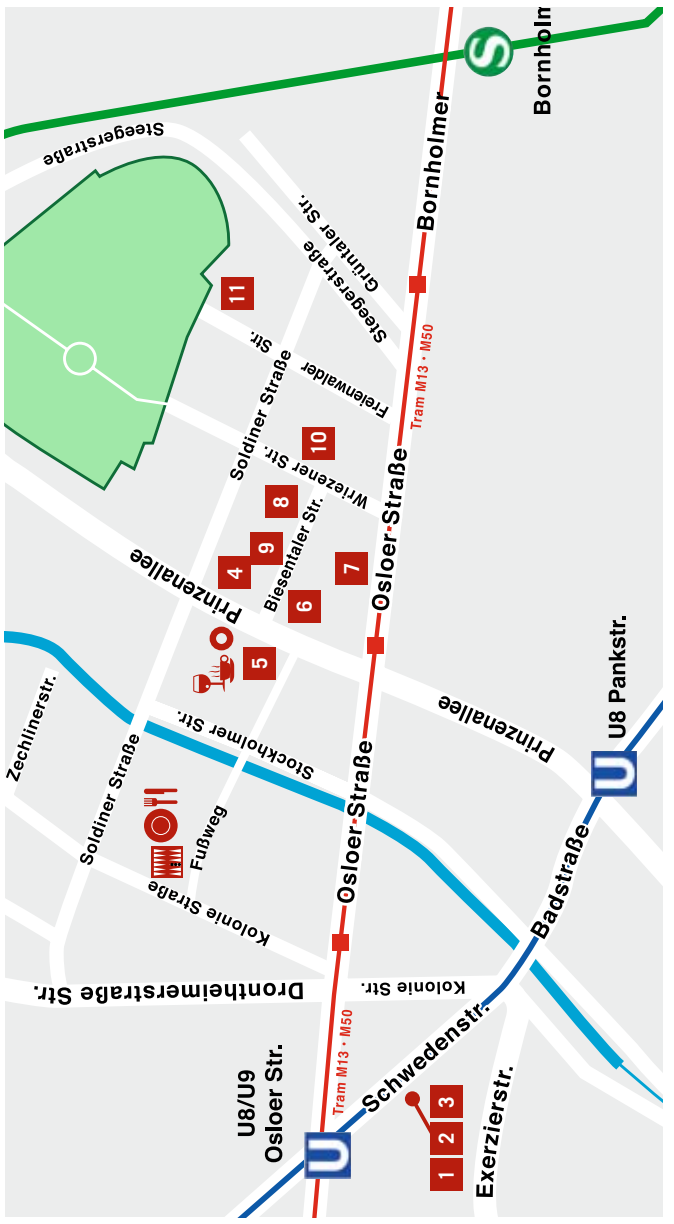 Steegerstraße
S
Bornholm
Bornholmer
Grüntaler Str.
Steegerstraße
11
Freienwalder Str.
Tram M13 • M50
Soldiner Straße
10
Wriezener Str.
8
Osloer Straße
Biesentaler Str.
9
4
7
6
Prinzenallee
5
Prinzenallee
U8 Pankstr.
U
Zechlinerstr.
Stockholmer Str.
Soldiner Straße
Fußweg
Osloer Straße
Badstraße
Kolonie Straße
Drontheimerstraße Str.
Kolonie Str.
Tram M13 • M50
U8/U9
Osloer Str.
U
Schwedenstr.
Exerzierstr.
1 2 3